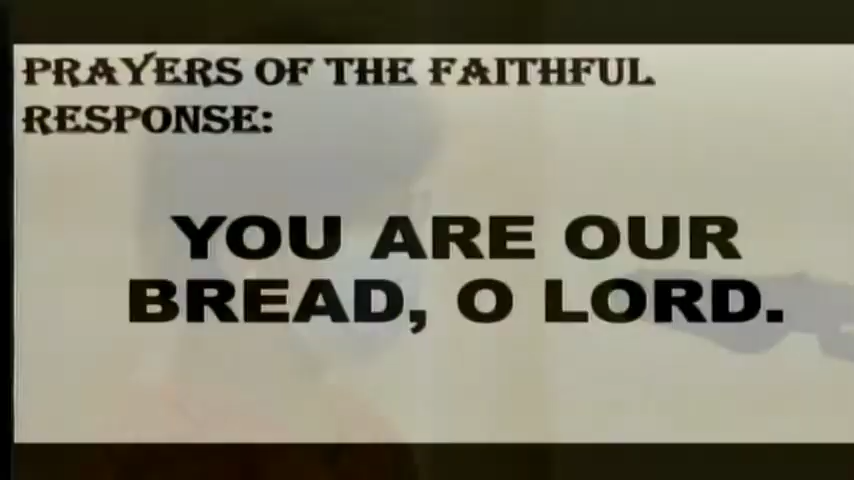 PRAYERS OF THE FAITHFUL
RESPONSE:
YOU ARE OUR
BREAD, O LORD.